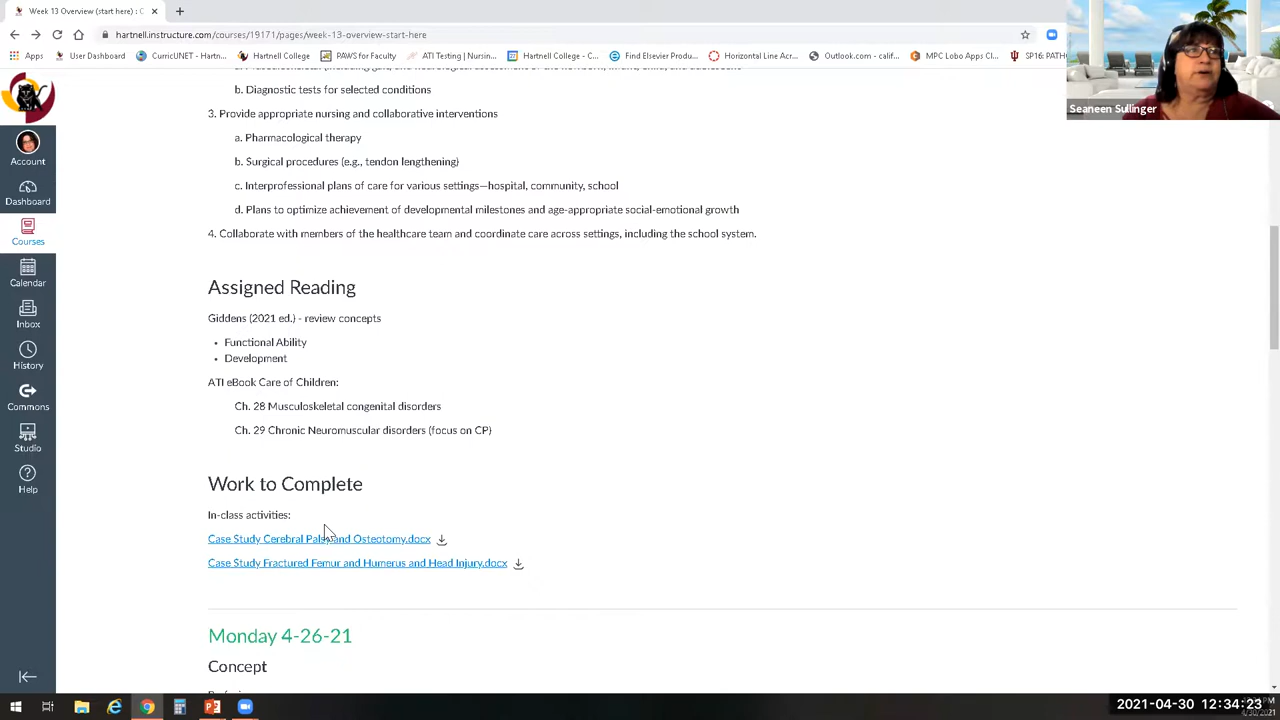 Week 13 Overview (start here) : C
hartnell.instructure.com/courses/19171/pages/week-13-overview-start-here
Apps
User Dashboard
CurricUNET - Hartn...
Hartnell College
PAWS for Faculty
ATI Testing | Nursin...
Hartnell College - C...
Find Elsevier Produ...
Horizontal Line Acr...
Outlook.com - calif...
MPC Lobo Apps Cl...
Seaneen Sullinger
b. Diagnostic tests for selected conditions
3. Provide appropriate nursing and collaborative interventions
a. Pharmacological therapy
b. Surgical procedures (e.g., tendon lengthening)
c. Interprofessional plans of care for various settings—hospital, community, school
d. Plans to optimize achievement of developmental milestones and age-appropriate social-emotional growth
4. Collaborate with members of the healthcare team and coordinate care across settings, including the school system.
Account
Dashboard
Courses
Calendar
Inbox
History
Commons
Studio
Help
Assigned Reading
Giddens (2021 ed.) - review concepts
• Functional Ability
• Development
ATI eBook Care of Children:
Ch. 28 Musculoskeletal congenital disorders
Ch. 29 Chronic Neuromuscular disorders (focus on CP)
Work to Complete
In-class activities:
Case Study Cerebral Palsy and Osteotomy.docx
Case Study Fractured Femur and Humerus and Head Injury.docx
Monday 4-26-21
Concept
2021-04-30 12:34:23